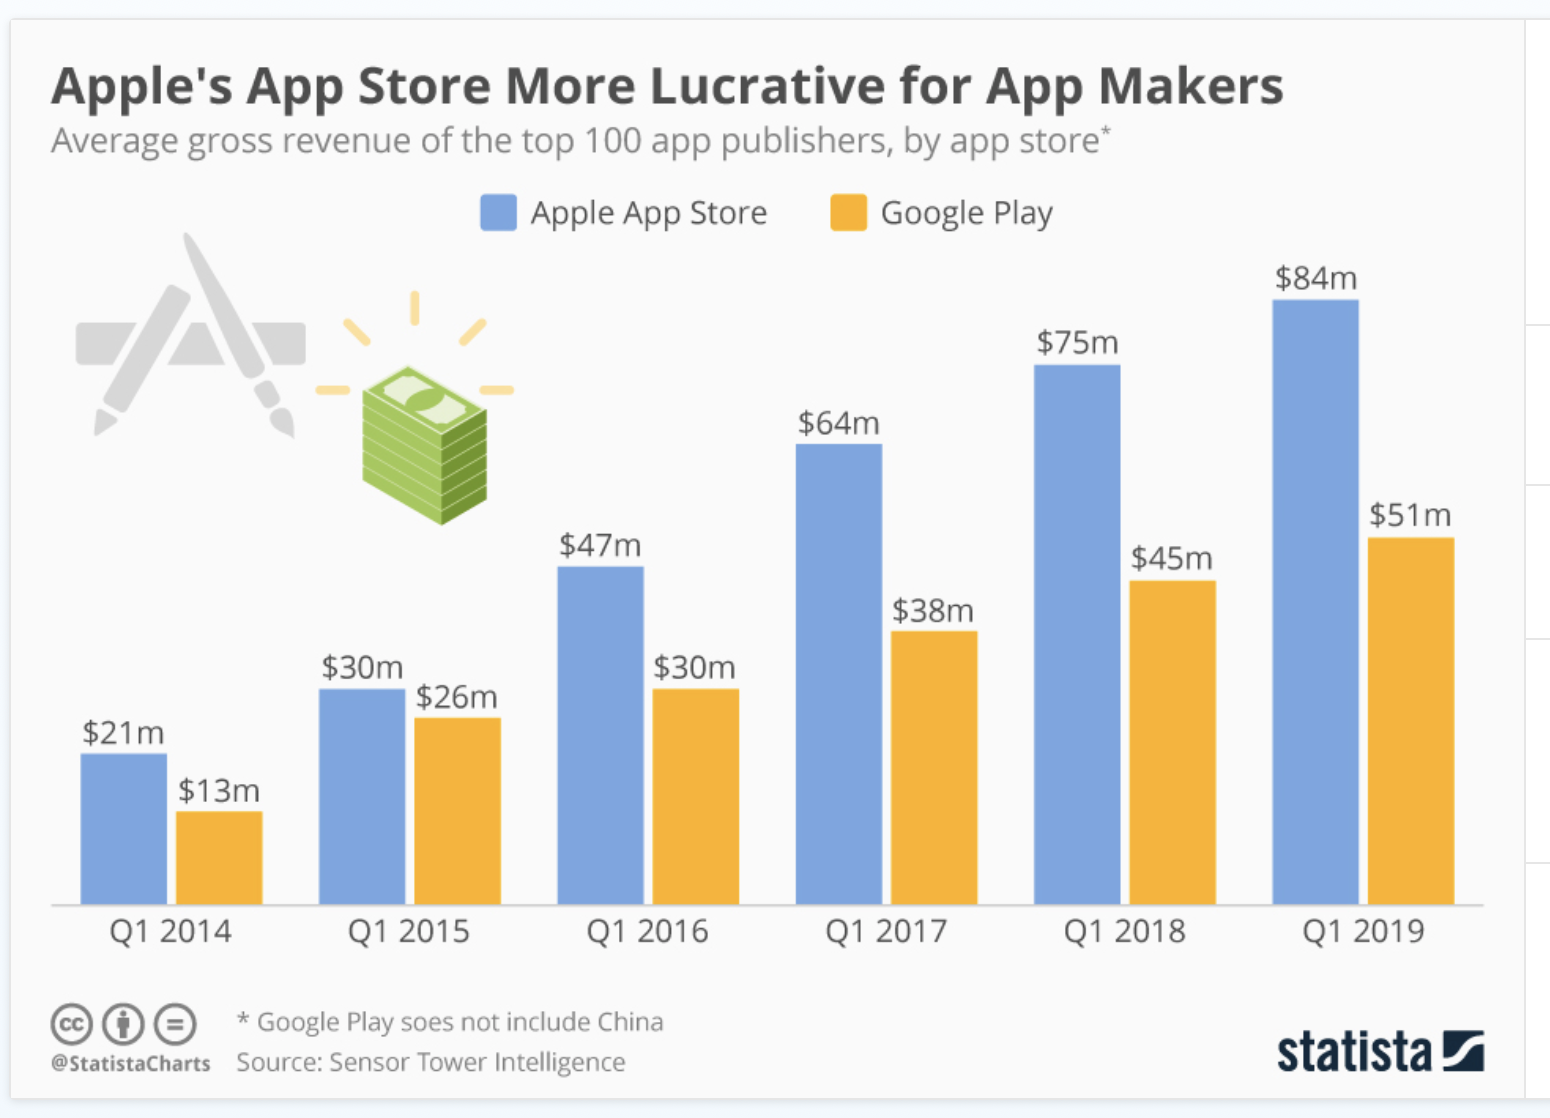 Apple's App Store More Lucrative for App Makers
Average gross revenue of the top 100 app publishers, by app store*
Apple App Store
Google Play
$84m
$75m
$64m
$51m
$47m
$45m
$38m
$30m
$30m
$26m
$21m
$13m
Q1 2014
Q1 2015
Q1 2016
Q1 2017
Q1 2018
Q1 2019
cc
* Google Play soes not include China
@StatistaCharts
Source: Sensor Tower Intelligence
statista